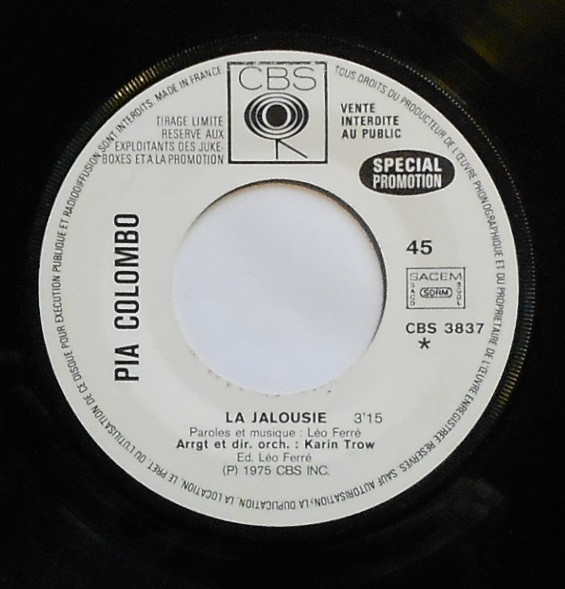 CBS
TIRAGE LIMITE
RESERVE AUX
EXPLOITANTS DES JUKE-
BOXES ET A LA PROMOTION
VENTE
INTERDITE
AU PUBLIC
SPECIAL
PROMOTION
PIA COLOMBO
45
SACEM
SACD
SDRM
SGDL
CBS 3837
*
LA JALOUSIE 3'15
Paroles et musique : Léo Ferré
Arrgt et dir. orch. : Karin Trow
Ed. Léo Ferré
(P) 1975 CBS INC.
TOUS DROITS DU PRODUCTEUR DE L'ŒUVRE PHONOGRAPHIQUE ET DU PROPRIETAIRE DE L'ŒUVRE ENREGISTREE RESERVES. SAUF AUTORISATION, LA DUPLICATION, LA LOCATION, LE PRET OU L'UTILISATION DE CE DISQUE POUR EXECUTION PUBLIQUE ET RADIODIFFUSION SONT INTERDITS. MADE IN FRANCE.